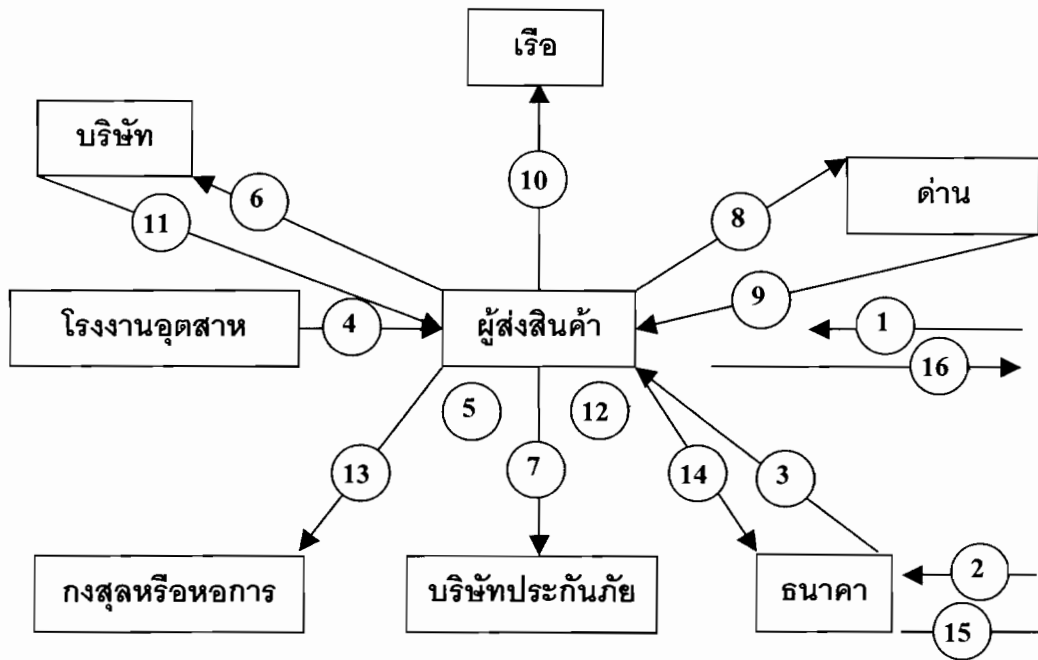 เรือ
บริษัท
6
10
8
ด่าน
11
9
โรงงานอุตสาห
4
ผู้ส่งสินค้า
1
16
5
12
13
7
14
3
กงสุลหรือหอการ
บริษัทประกันภัย
ธนาคา
2
15